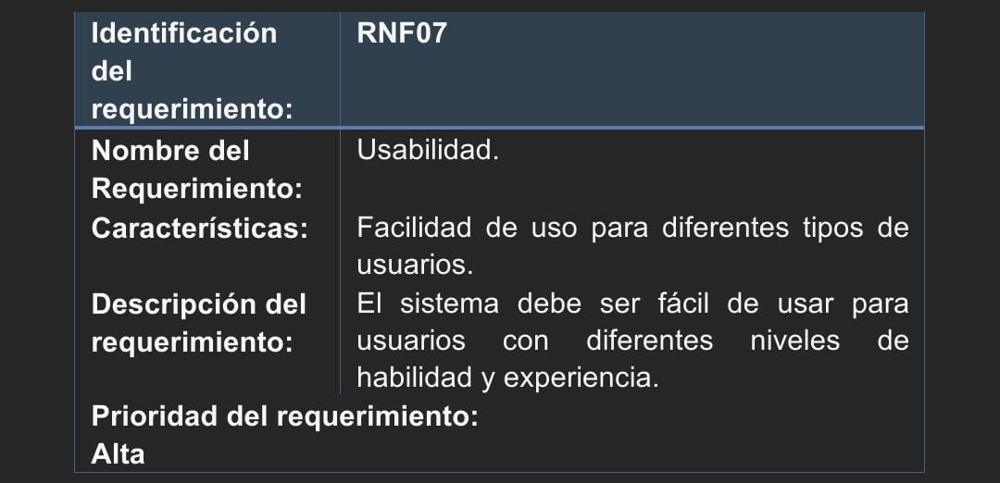 Identificación RNF07
del
requerimiento:
Nombre del Usabilidad.
Requerimiento:
Características: Facilidad de uso para diferentes tipos de
usuarios.
Descripción del El sistema debe ser fácil de usar para
requerimiento: usuarios con diferentes niveles de
habilidad y experiencia.
Prioridad del requerimiento:
Alta